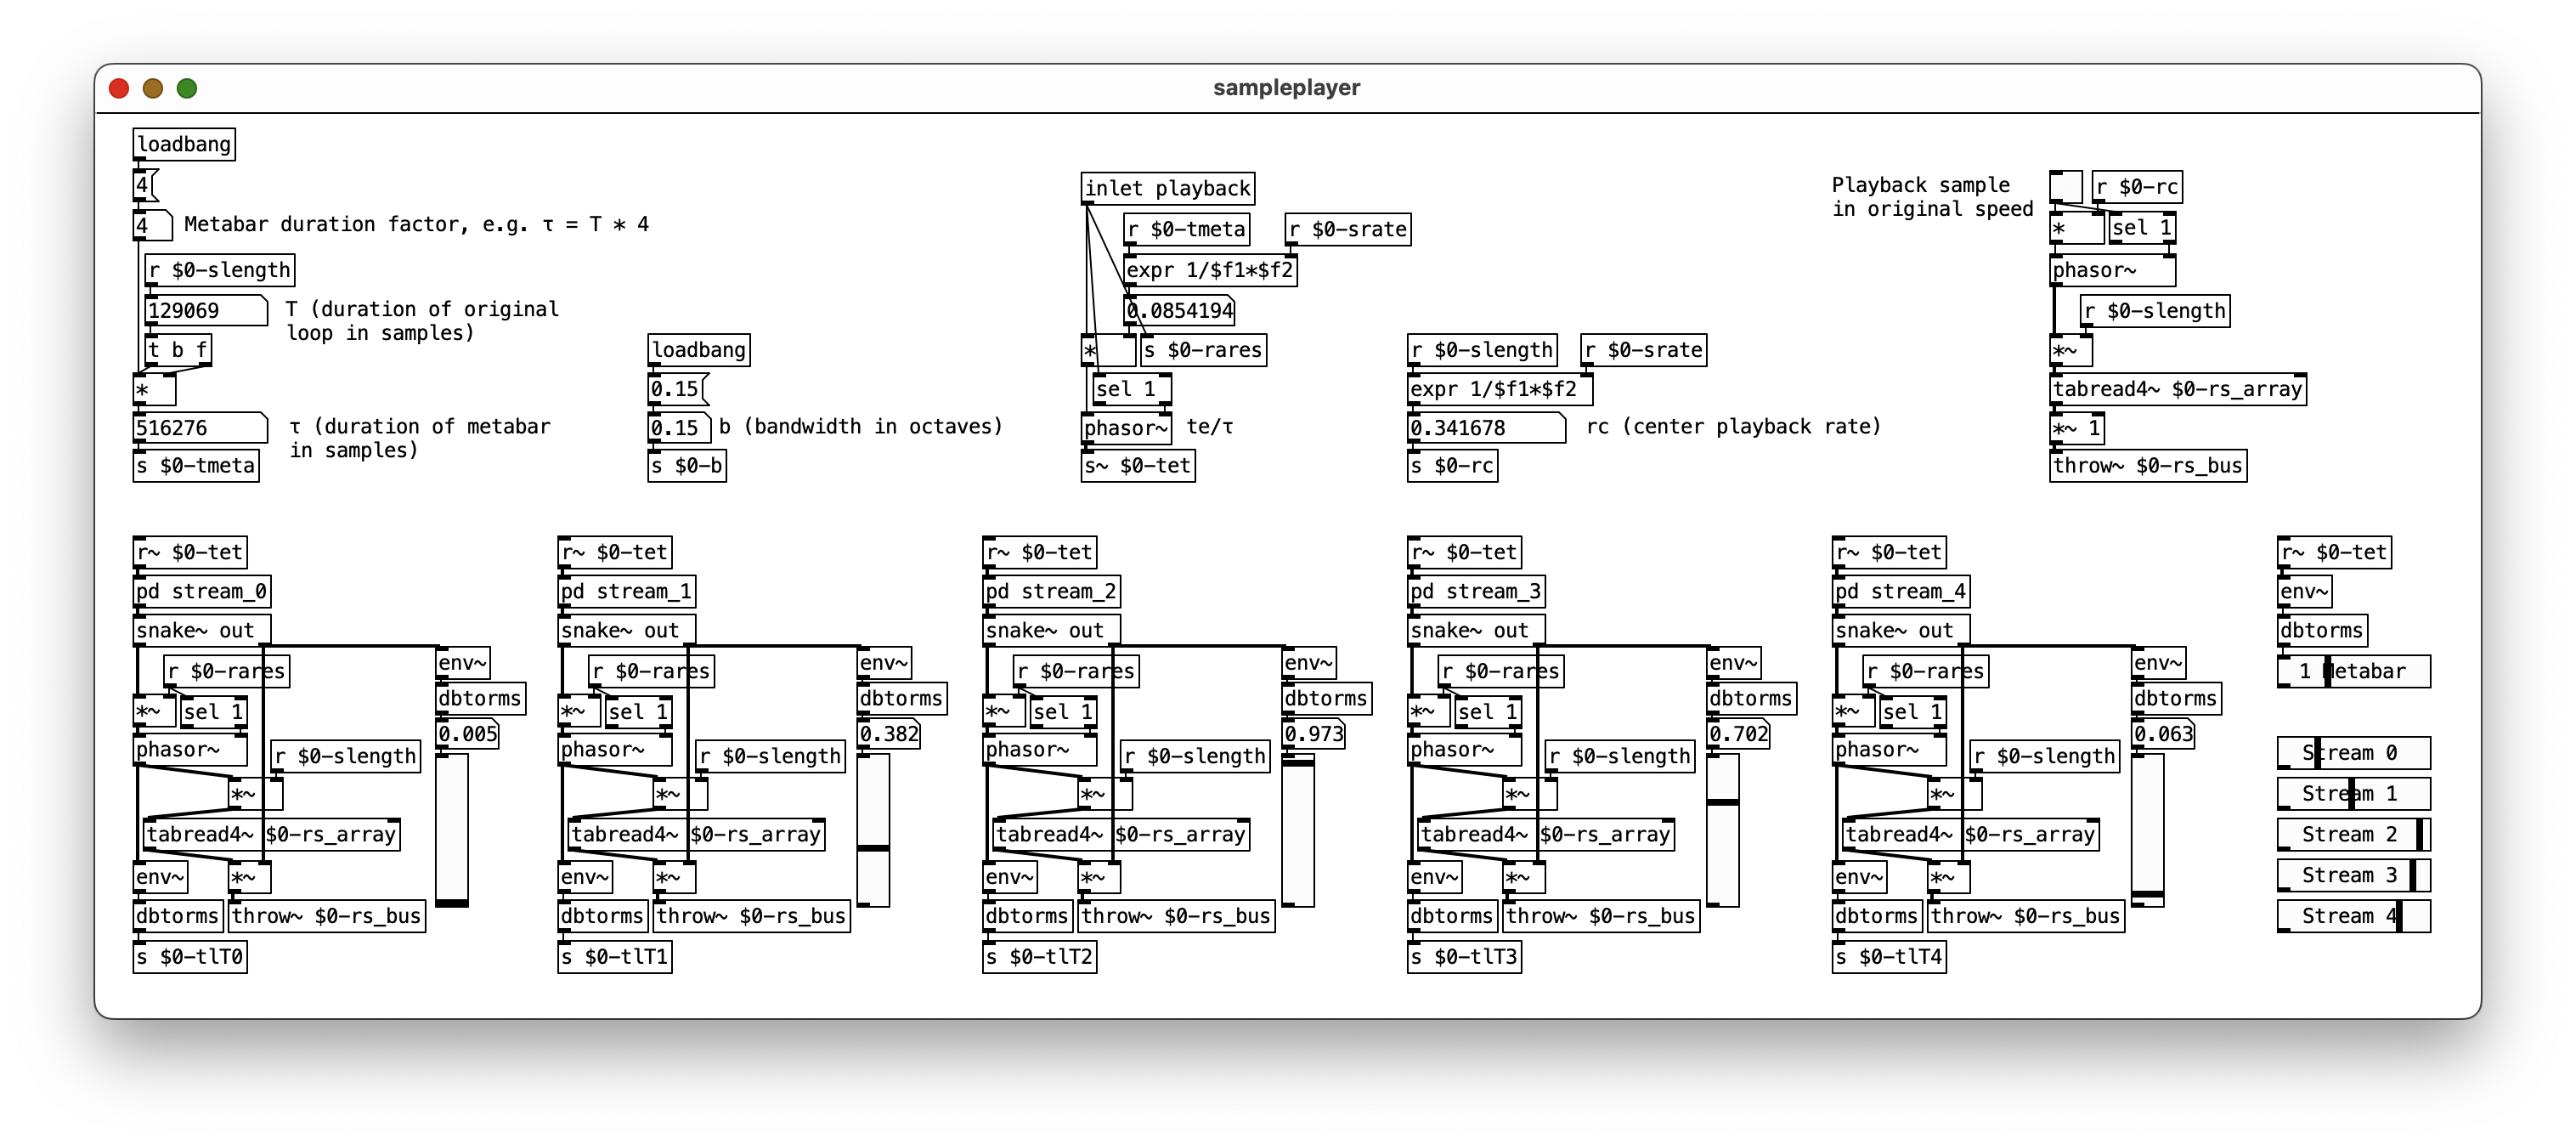 sampleplayer
loadbang
4
4
Metabar duration factor, e.g. τ = T * 4
r $0-slength
129069
T (duration of original
loop in samples)
t b f
*
516276
τ (duration of metabar
in samples)
s $0-tmeta
loadbang
0.15
0.15
b (bandwidth in octaves)
s $0-b
inlet playback
r $0-tmeta
r $0-srate
expr 1/$f1*$f2
0.0854194
*
s $0-rares
sel 1
phasor~
te/τ
s~ $0-tet
r $0-slength
r $0-srate
expr 1/$f1*$f2
0.341678
rc (center playback rate)
s $0-rc
Playback sample
in original speed
r $0-rc
*
sel 1
phasor~
r $0-slength
*~
tabread4~ $0-rs_array
*~ 1
throw~ $0-rs_bus
r~ $0-tet
pd stream_0
snake~ out
env~
r $0-rares
dbtorms
*~
sel 1
0.005
phasor~
r $0-slength
*~
tabread4~ $0-rs_array
env~
*~
dbtorms
throw~ $0-rs_bus
s $0-tlT0
r~ $0-tet
pd stream_1
snake~ out
env~
r $0-rares
dbtorms
*~
sel 1
0.382
phasor~
r $0-slength
*~
tabread4~ $0-rs_array
env~
*~
dbtorms
throw~ $0-rs_bus
s $0-tlT1
r~ $0-tet
pd stream_2
snake~ out
env~
r $0-rares
dbtorms
*~
sel 1
0.973
phasor~
r $0-slength
*~
tabread4~ $0-rs_array
env~
*~
dbtorms
throw~ $0-rs_bus
s $0-tlT2
r~ $0-tet
pd stream_3
snake~ out
env~
r $0-rares
dbtorms
*~
sel 1
0.702
phasor~
r $0-slength
*~
tabread4~ $0-rs_array
env~
*~
dbtorms
throw~ $0-rs_bus
s $0-tlT3
r~ $0-tet
pd stream_4
snake~ out
env~
r $0-rares
dbtorms
*~
sel 1
0.063
phasor~
r $0-slength
*~
tabread4~ $0-rs_array
env~
*~
dbtorms
throw~ $0-rs_bus
s $0-tlT4
r~ $0-tet
env~
dbtorms
1 Metabar
Stream 0
Stream 1
Stream 2
Stream 3
Stream 4